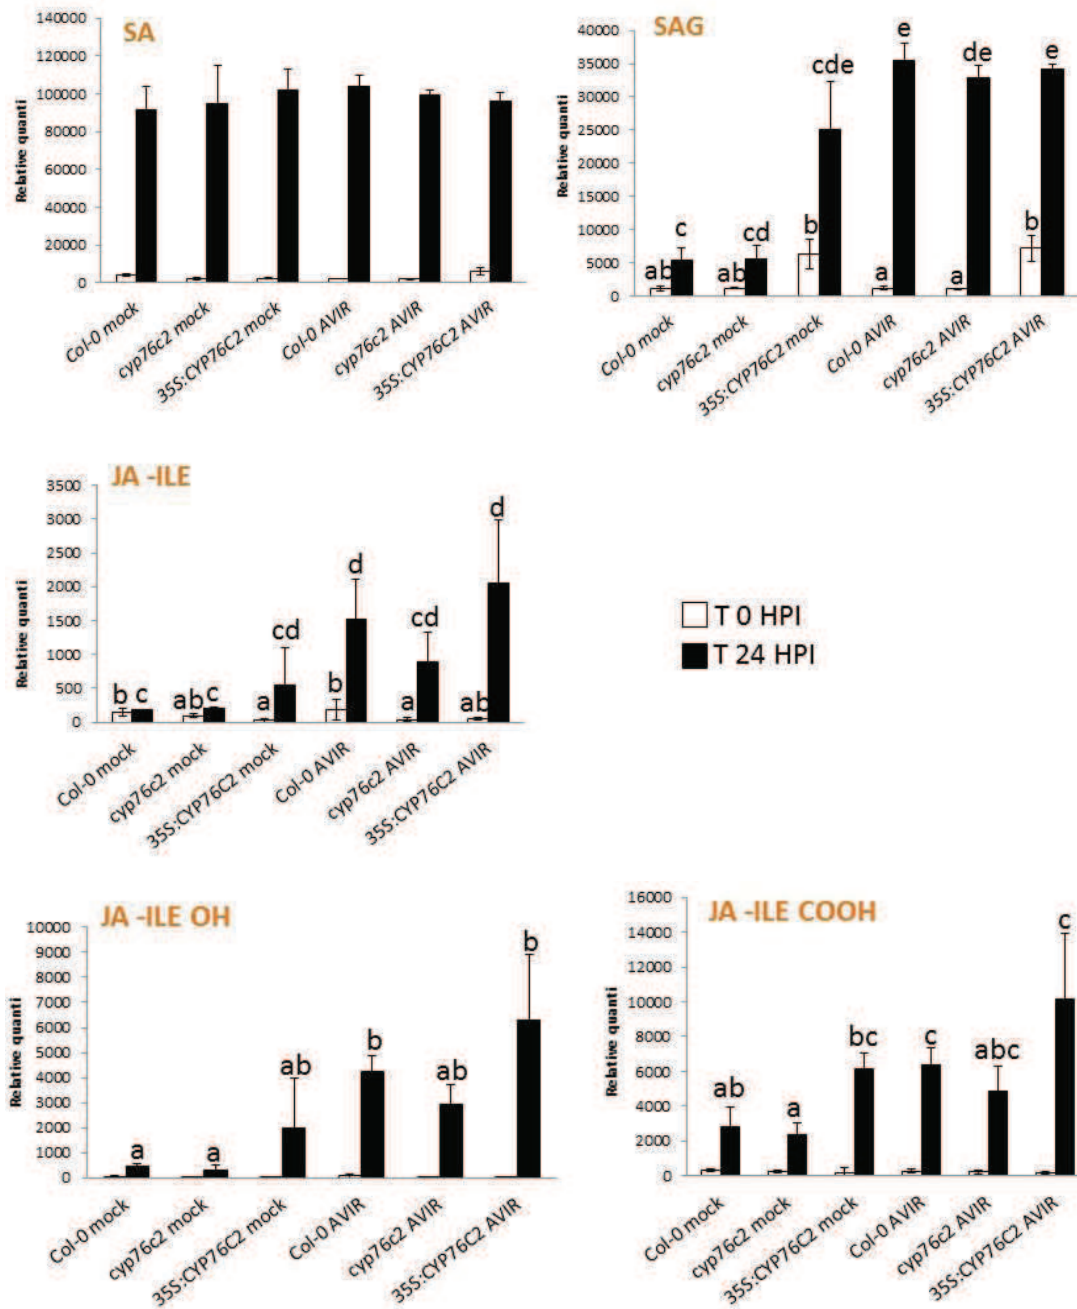 SA
Relative quanti
140000
120000
100000
80000
60000
40000
20000
0
Col-0 mock
cyp76c2 mock
35S:CYP76C2 mock
Col-0 AVIR
cyp76c2 AVIR
35S:CYP76C2 AVIR
SAG
Relative quanti
40000
35000
30000
25000
20000
15000
10000
5000
0
ab c
ab cd
b cde
a e
a de
b e
Col-0 mock
cyp76c2 mock
35S:CYP76C2 mock
Col-0 AVIR
cyp76c2 AVIR
35S:CYP76C2 AVIR
JA -ILE
Relative quanti
3500
3000
2500
2000
1500
1000
500
0
b c
ab c
a cd
b d
a cd
ab d
Col-0 mock
cyp76c2 mock
35S:CYP76C2 mock
Col-0 AVIR
cyp76c2 AVIR
35S:CYP76C2 AVIR
T 0 HPI
T 24 HPI
JA -ILE OH
Relative quanti
10000
9000
8000
7000
6000
5000
4000
3000
2000
1000
0
a
a
ab
b
ab
b
Col-0 mock
cyp76c2 mock
35S:CYP76C2 mock
Col-0 AVIR
cyp76c2 AVIR
35S:CYP76C2 AVIR
JA -ILE COOH
Relative quanti
16000
14000
12000
10000
8000
6000
4000
2000
0
ab
a
bc
c
abc
c
Col-0 mock
cyp76c2 mock
35S:CYP76C2 mock
Col-0 AVIR
cyp76c2 AVIR
35S:CYP76C2 AVIR